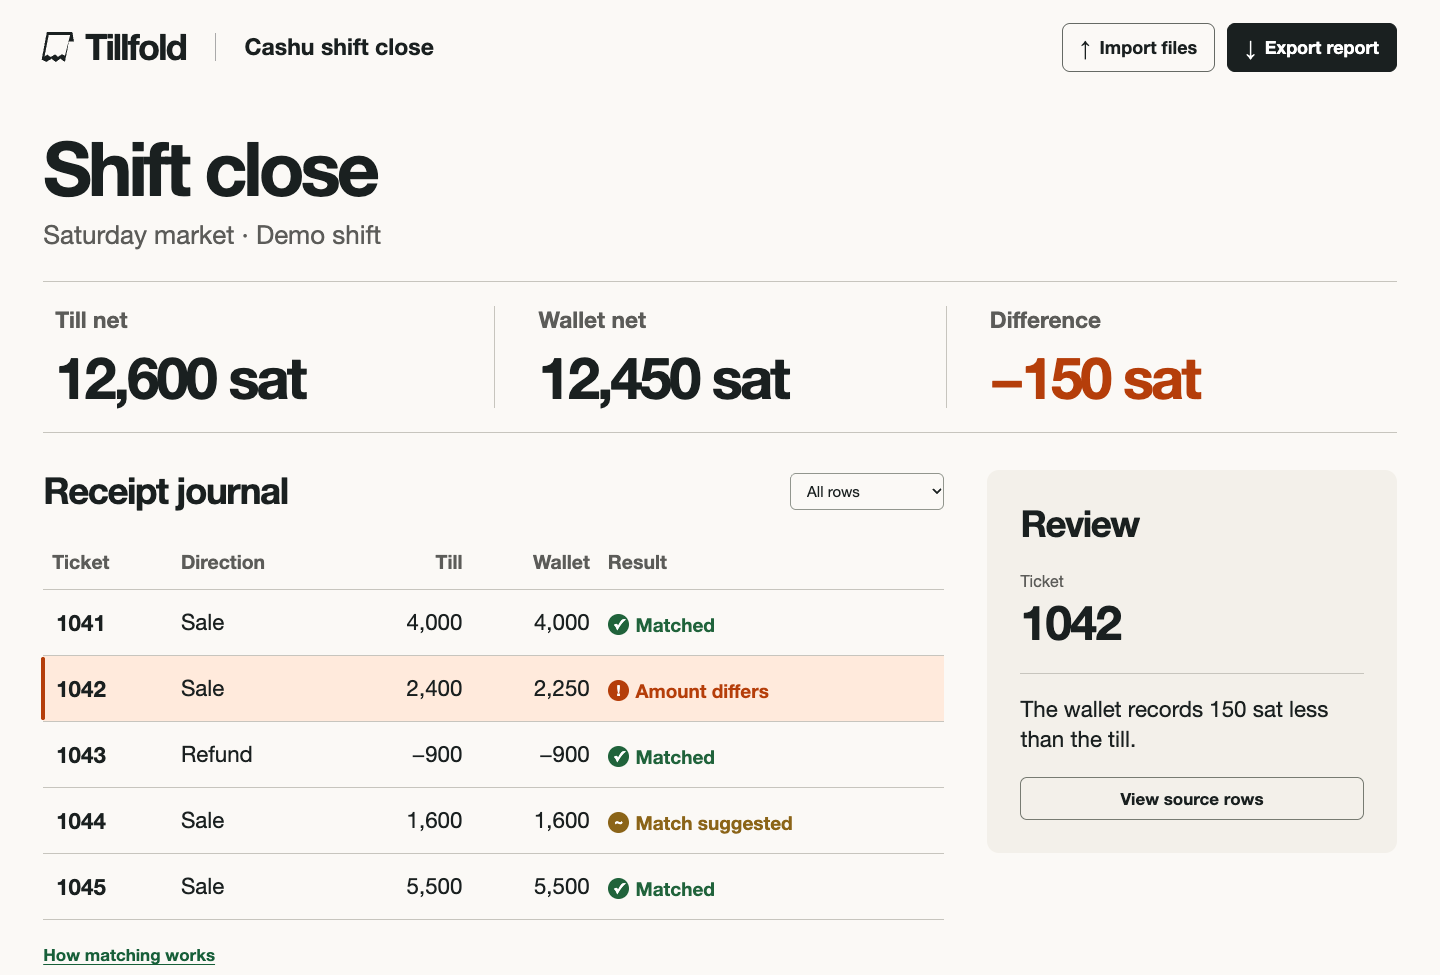 Tillfold
Cashu shift close
↑ Import files
↓ Export report
Shift close
Saturday market · Demo shift
Till net
12,600 sat
Wallet net
12,450 sat
Difference
–150 sat
Receipt journal
All rows
Ticket Direction Till Wallet Result
1041 Sale 4,000 4,000 Matched
1042 Sale 2,400 2,250 ! Amount differs
1043 Refund –900 –900 Matched
1044 Sale 1,600 1,600 ~ Match suggested
1045 Sale 5,500 5,500 Matched
How matching works
Review
Ticket
1042
The wallet records 150 sat less
than the till.
View source rows